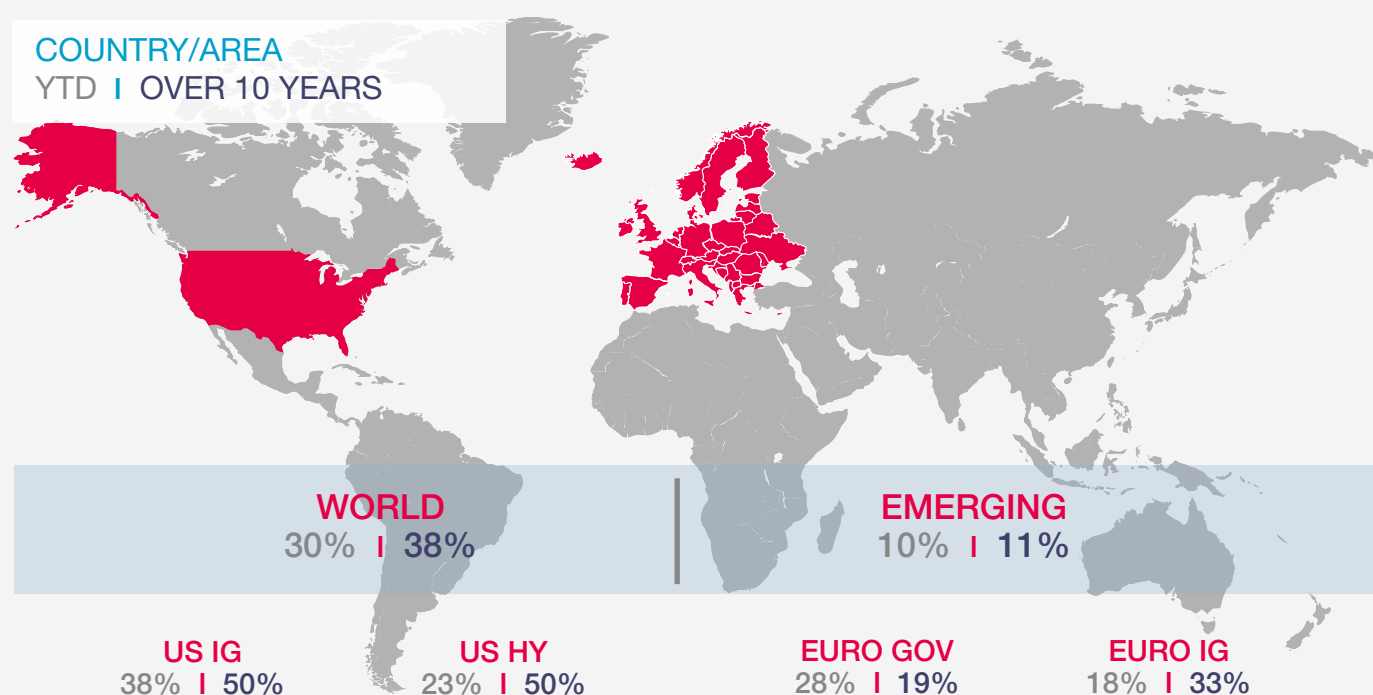 COUNTRY/AREA
YTD I OVER 10 YEARS
WORLD
30% I 38%
EMERGING
10% I 11%
US IG
38% I 50%
US HY
23% I 50%
EURO GOV
28% I 19%
EURO IG
18% I 33%